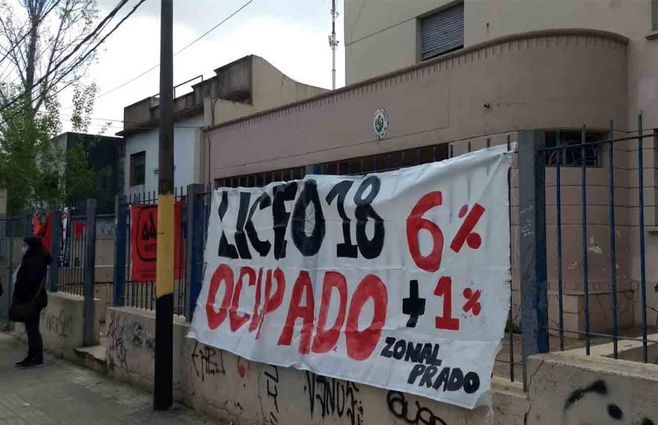 LICEO 18 6%
OCUPADO +1%
ZONAL
PRADO